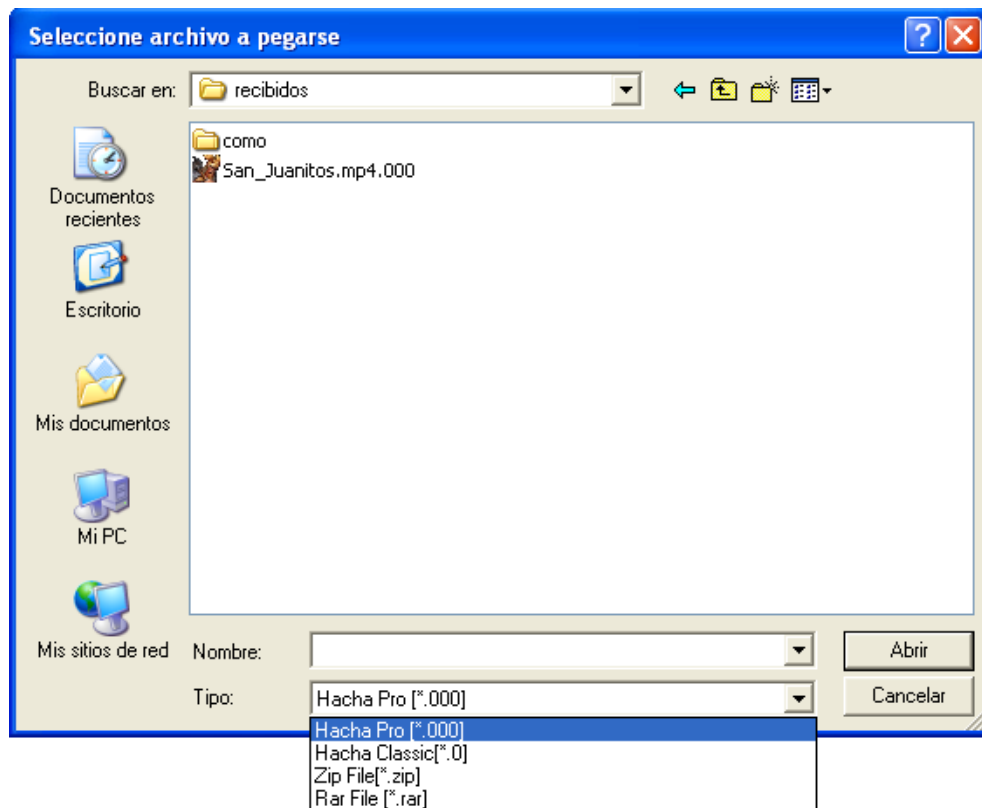 Seleccione archivo a pegarse
Buscar en: recibidos
como
San_Juanitos.mp4.000
Documentos
recientes
Escritorio
Mis documentos
Mi PC
Mis sitios de red
Nombre:
Abrir
Tipo: Hacha Pro [*.000]
Cancelar
Hacha Pro [*.000]
Hacha Classic[*.0]
Zip File[*.zip]
Rar File [*.rar]